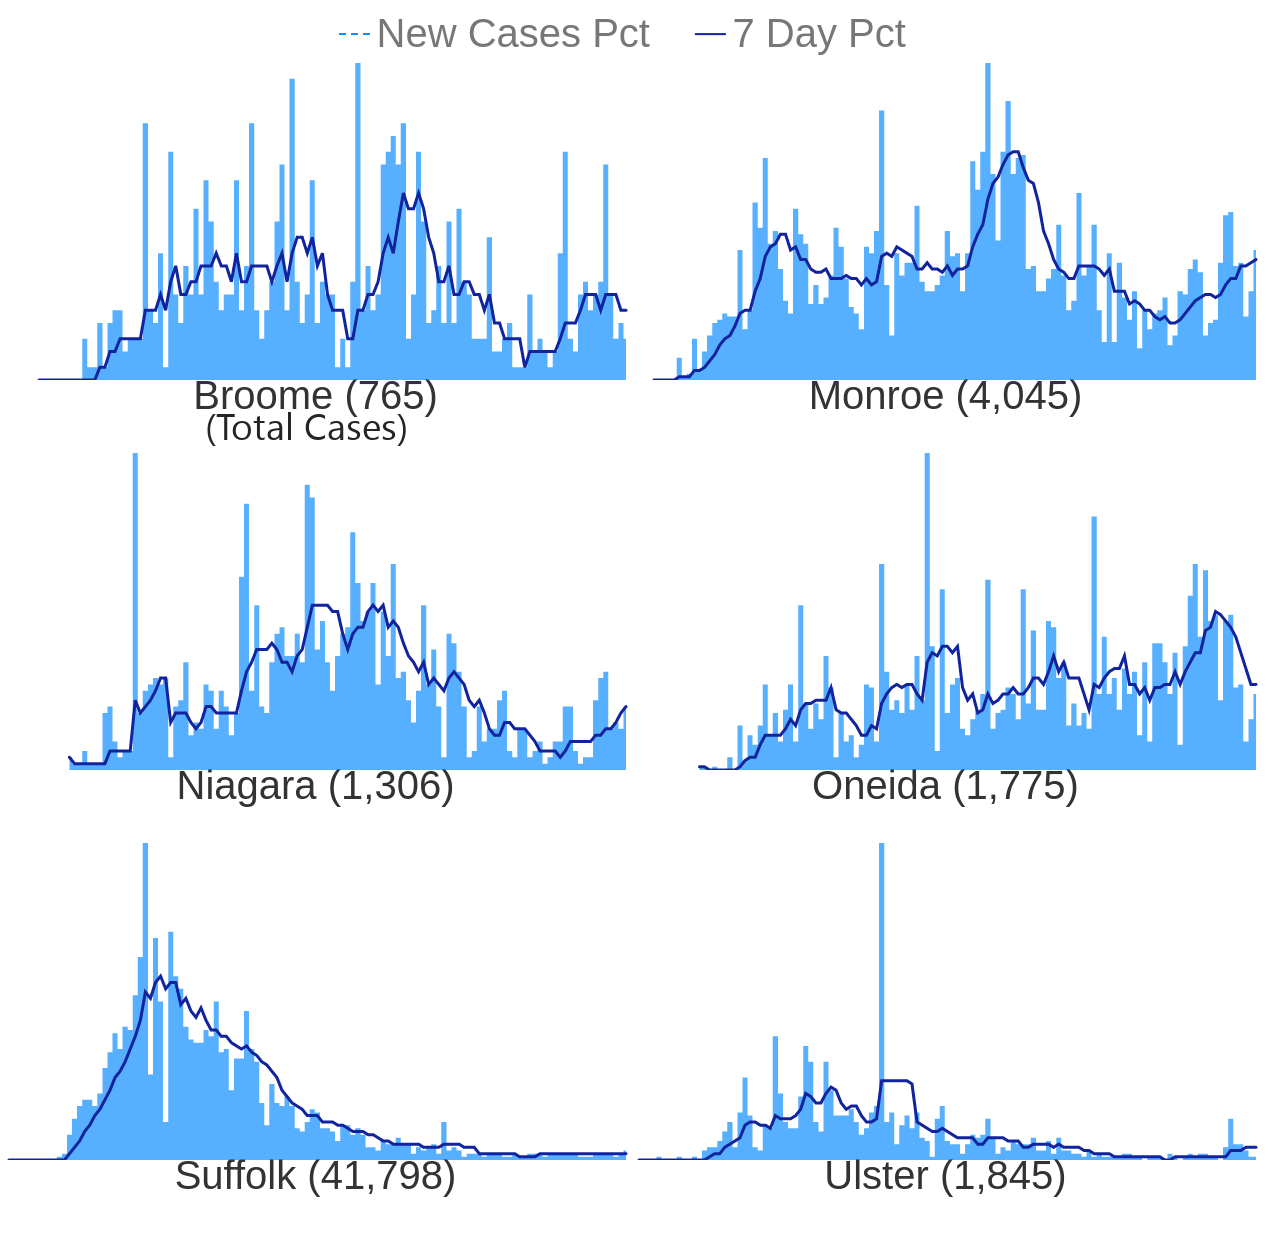 New Cases Pct 7 Day Pct
Broome (765) Monroe (4,045)
(Total Cases)
Niagara (1,306) Oneida (1,775)
Suffolk (41,798) Ulster (1,845)